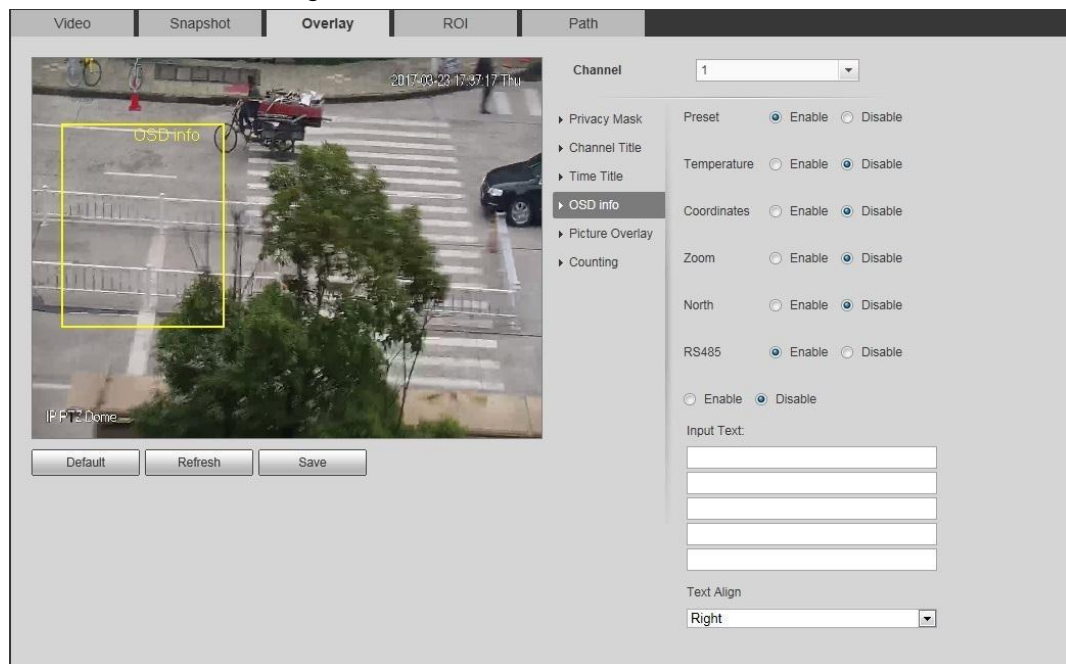 Video Snapshot Overlay ROI Path
2017-03-23 17:37:17 Thu
OSD info
IP PTZ Dome
Default Refresh Save
Channel 1
Privacy Mask
Channel Title
Time Title
OSD info
Picture Overlay
Counting
Preset Enable Disable
Temperature Enable Disable
Coordinates Enable Disable
Zoom Enable Disable
North Enable Disable
RS485 Enable Disable
Enable Disable
Input Text:
Text Align
Right